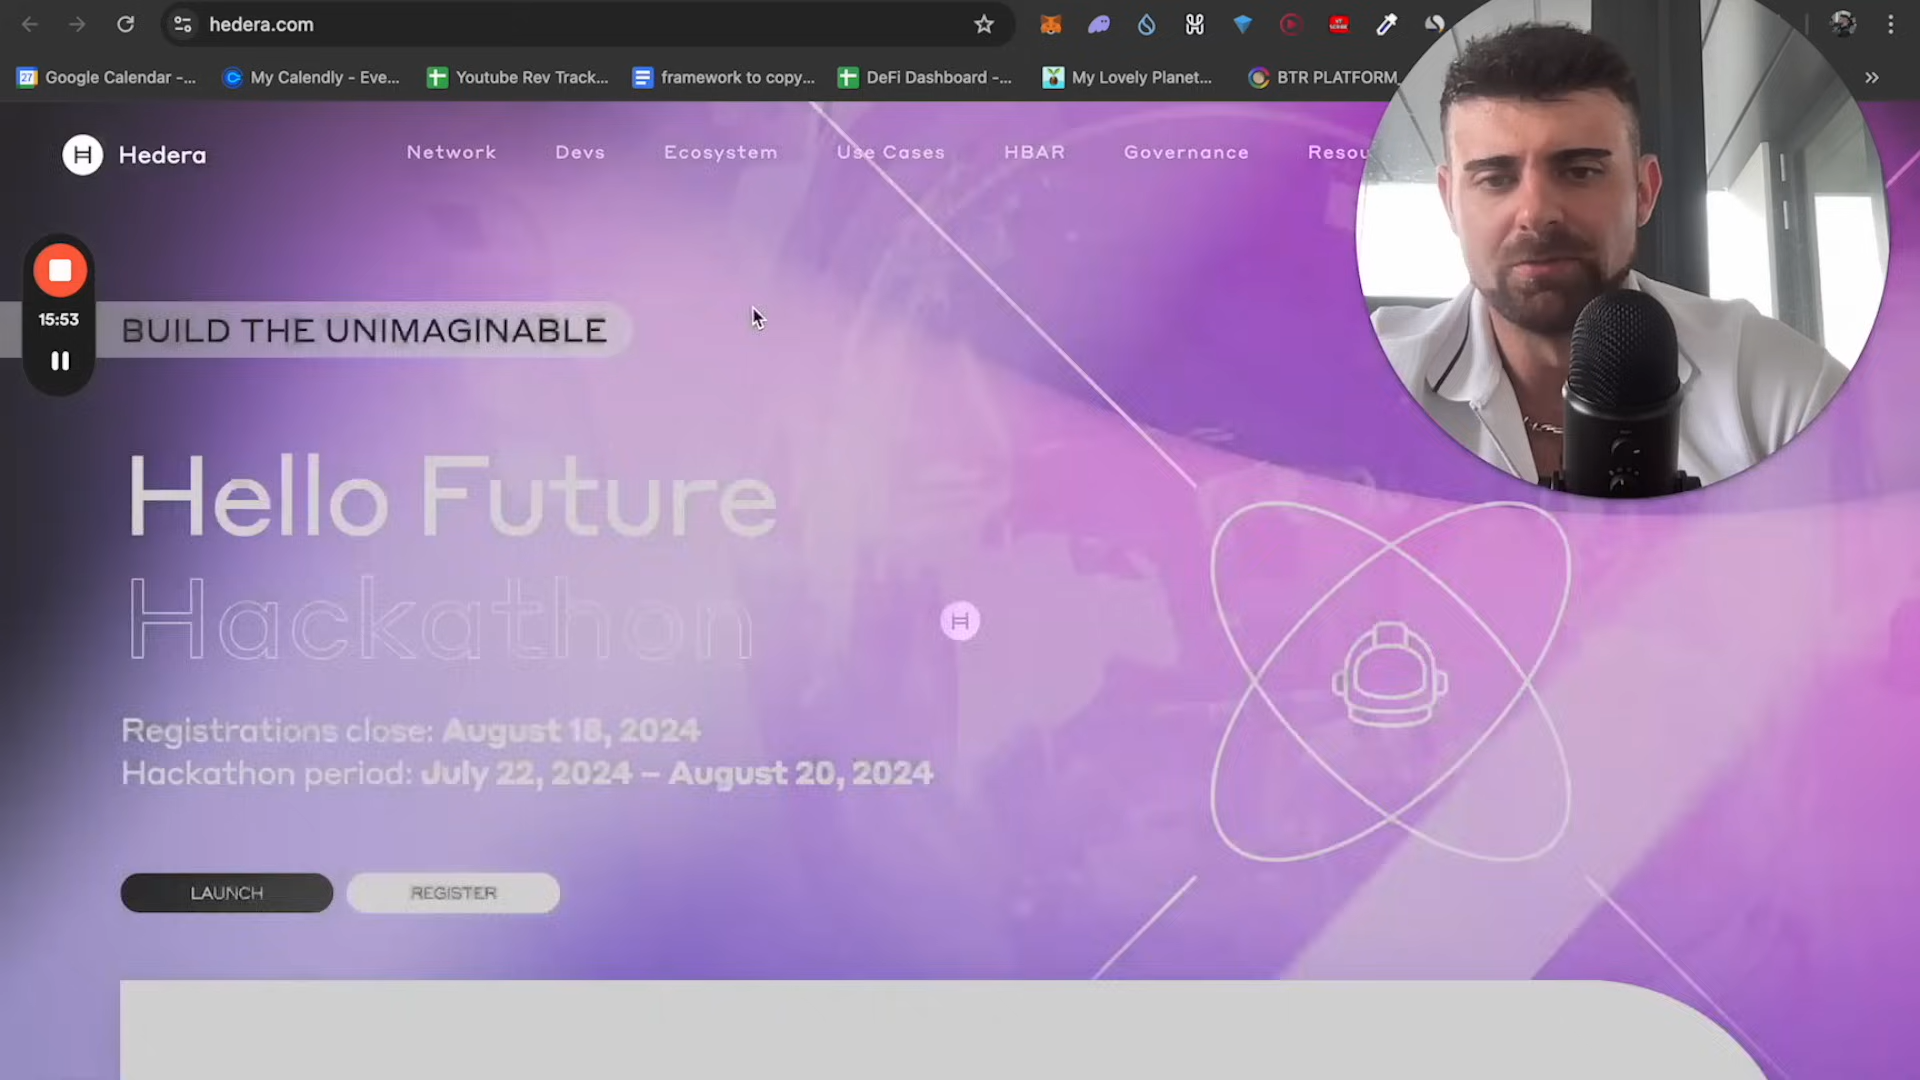 hedera.com
Google Calendar -...
My Calendly - Eve...
Youtube Rev Track...
framework to copy...
DeFi Dashboard -...
My Lovely Planet...
BTR PLATFORM
Hedera
Network
Devs
Ecosystem
Use Cases
HBAR
Governance
Resou
15:53
BUILD THE UNIMAGINABLE
Hello Future
Hackathon
Registrations close: August 18, 2024
Hackathon period: July 22, 2024 – August 20, 2024
LAUNCH
REGISTER